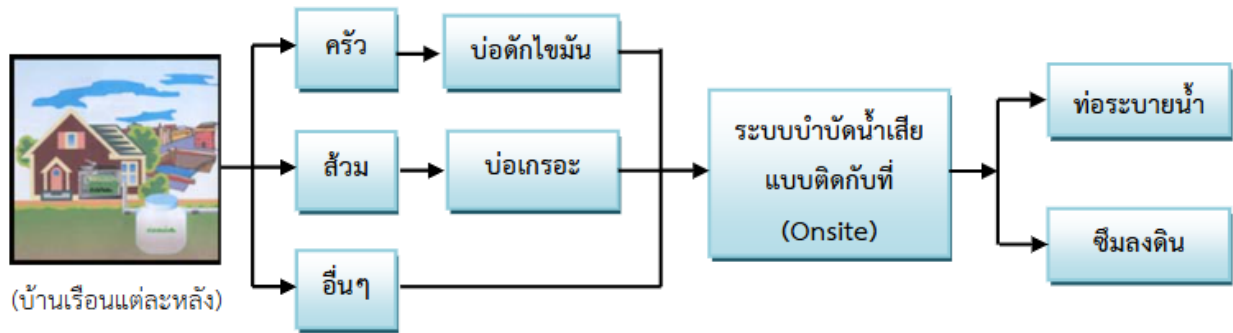 ครัว
บ่อดักไขมัน
ส้วม
บ่อเกรอะ
อื่นๆ
(บ้านเรือนแต่ละหลัง)
ระบบบำบัดน้ำเสีย
แบบติดกับที่
(Onsite)
ท่อระบายน้ำ
ซึมลงดิน